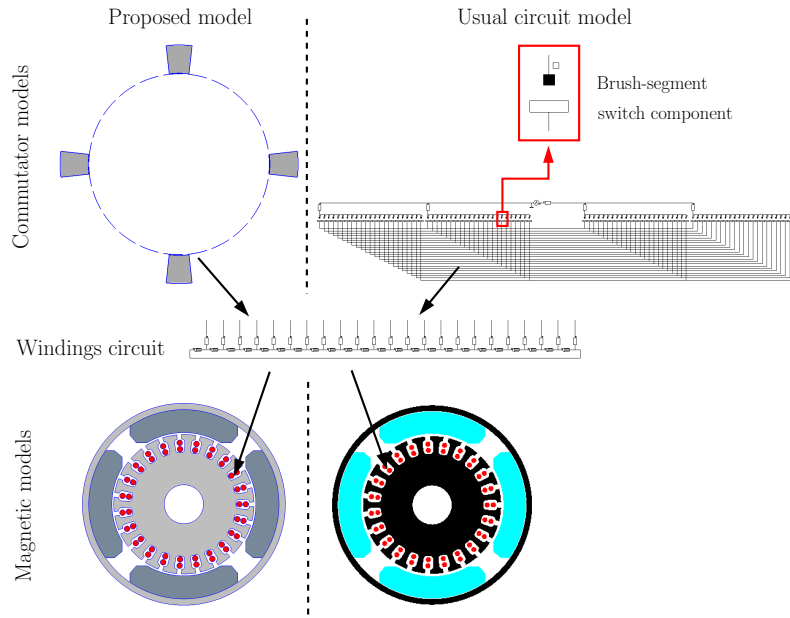 Proposed model
Usual circuit model
Commutator models
Brush-segment
switch component
Windings circuit
Magnetic models